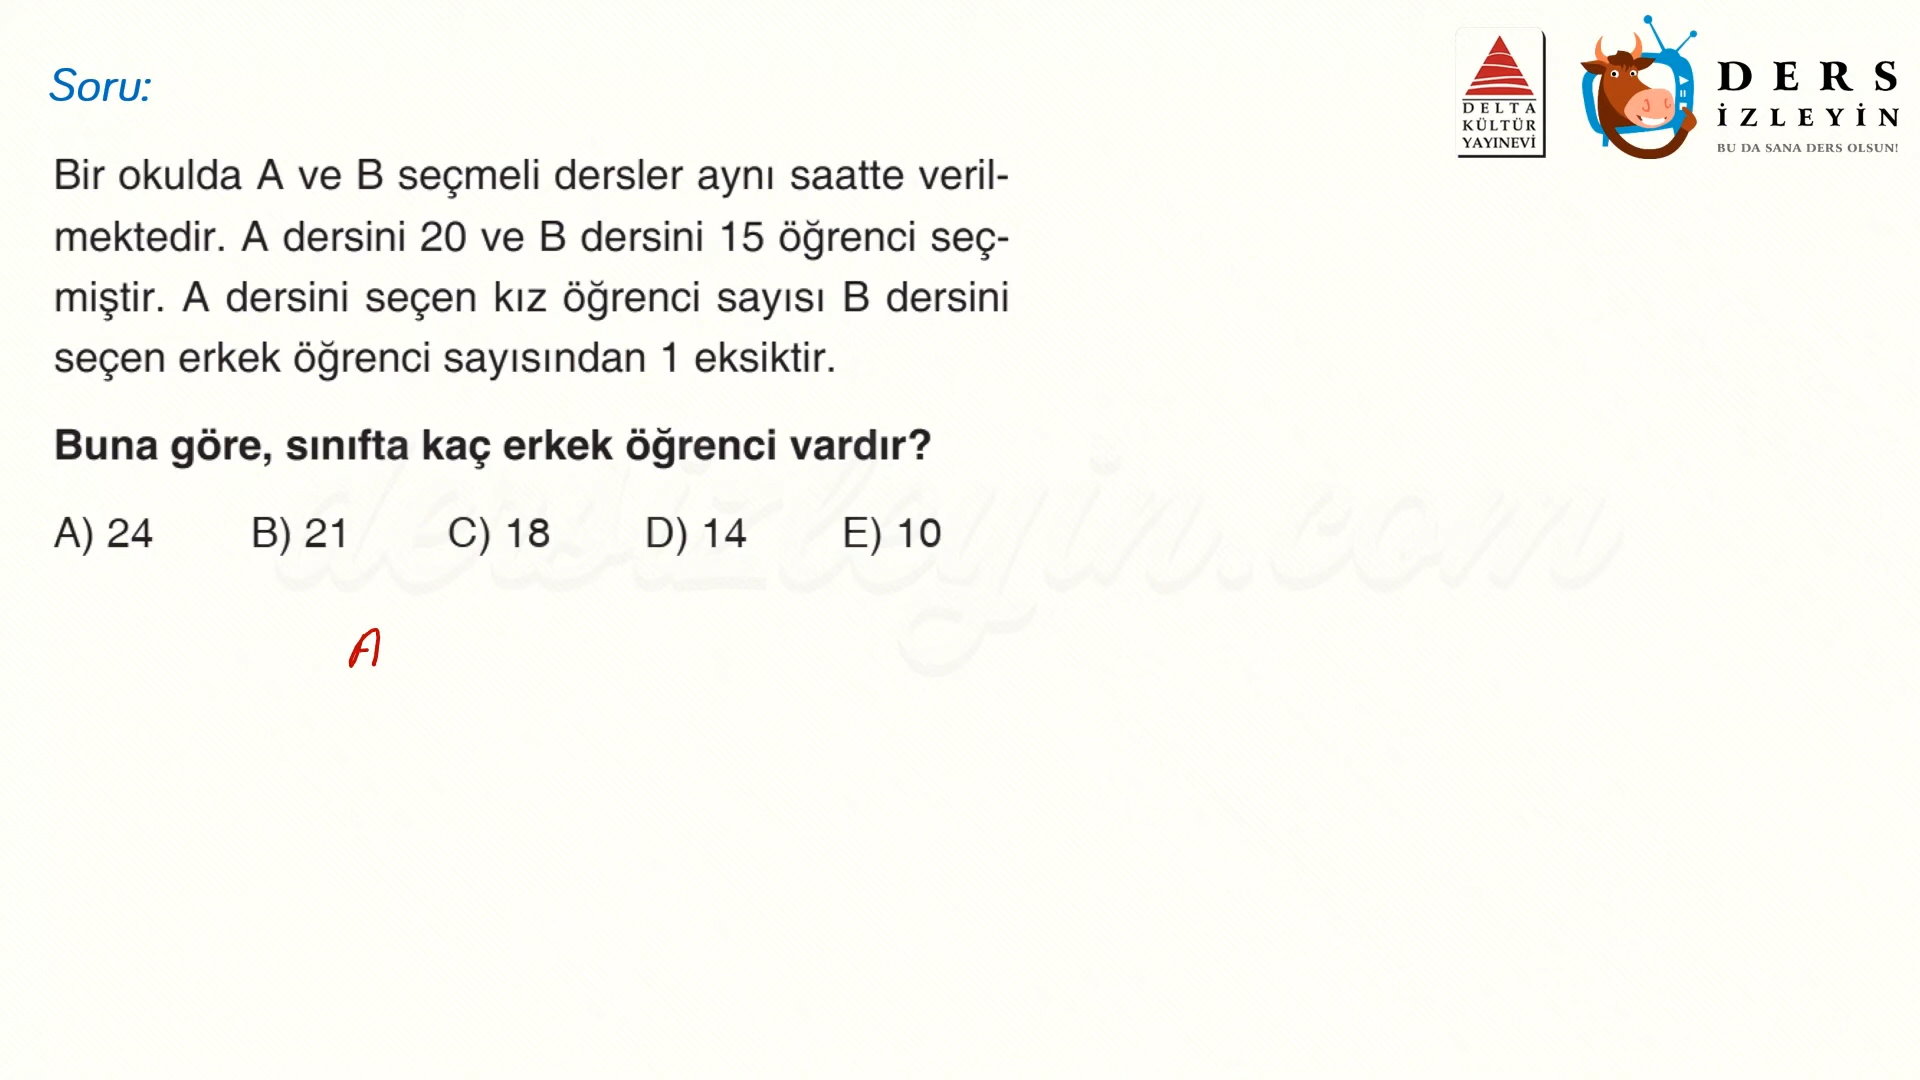 Soru:
DELTA
KÜLTÜR
YAYINEVİ
DERS
İZLEYİN
BU DA SANA DERS OLSUN!
Bir okulda A ve B seçmeli dersler aynı saatte veril-
mektedir. A dersini 20 ve B dersini 15 öğrenci seç-
miştir. A dersini seçen kız öğrenci sayısı B dersini
seçen erkek öğrenci sayısından 1 eksiktir.
Buna göre, sınıfta kaç erkek öğrenci vardır?
A) 24 B) 21 C) 18 D) 14 E) 10
dersizleyin.com
A